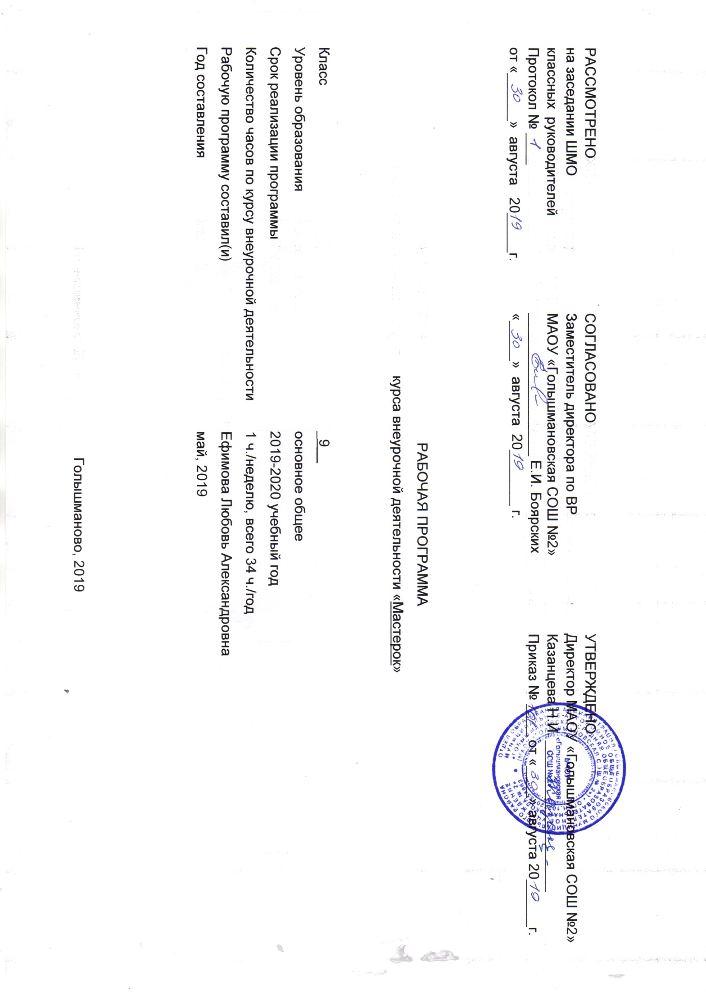 РАССМОТРЕНО
на заседании ШМО
классных руководителей
Протокол № 1
от « 30 » августа 2019 г.
СОГЛАСОВАНО
Заместитель директора по ВР
МАОУ «Голышмановская СОШ №2»
Е.И. Боярских
« 30 » августа 2019 г.
УТВЕРЖДЕНО
Директор МАОУ «Голышмановская СОШ №2»
Казанцева Н.И.
Приказ № от « 30 » августа 2019 г.
МАОУ
«Голышмановская
СОШ №2»
РАБОЧАЯ ПРОГРАММА
курса внеурочной деятельности «Мастерок»
Класс 9
Уровень образования основное общее
Срок реализации программы 2019-2020 учебный год
Количество часов по курсу внеурочной деятельности 1 ч./неделю, всего 34 ч./год
Рабочую программу составил(и) Ефимова Любовь Александровна
Год составления май, 2019
Голышманово, 2019